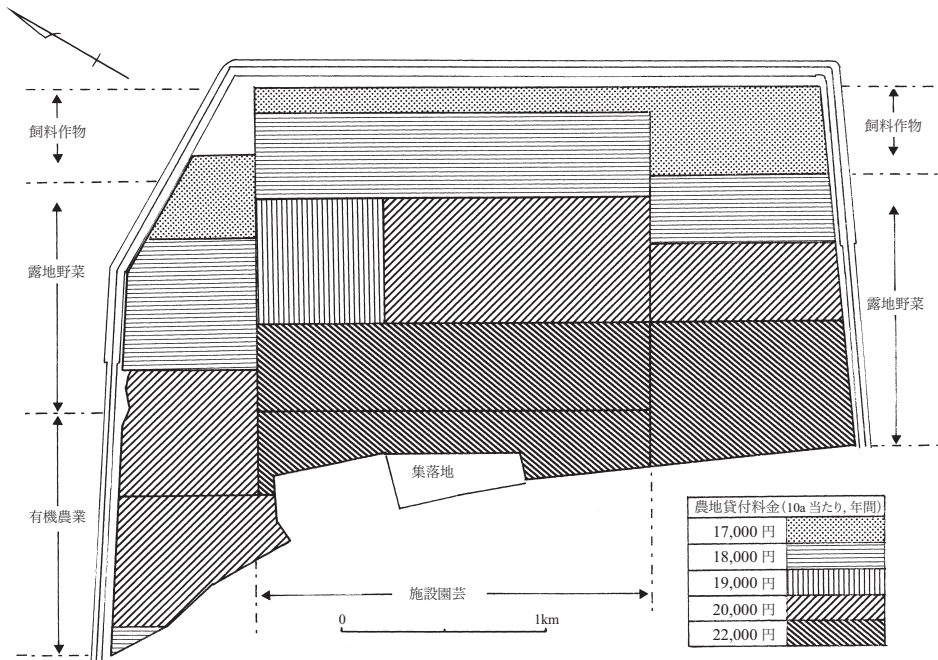 飼料作物
飼料作物
露地野菜
露地野菜
集落地
有機農業
施設園芸
0
1km
農地貸付料金(10a 当たり, 年間)
17,000 円
18,000 円
19,000 円
20,000 円
22,000 円